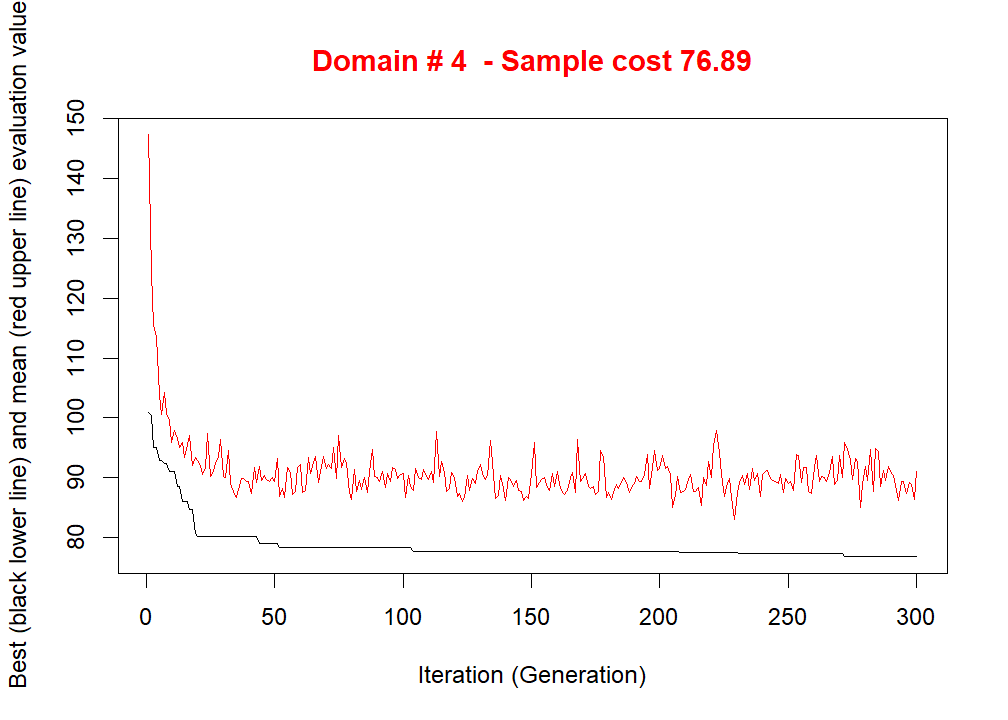 Domain # 4  - Sample cost 76.89
Best (black lower line) and mean (red upper line) evaluation value
150
140
130
120
110
100
90
80
0 50 100 150 200 250 300
Iteration (Generation)